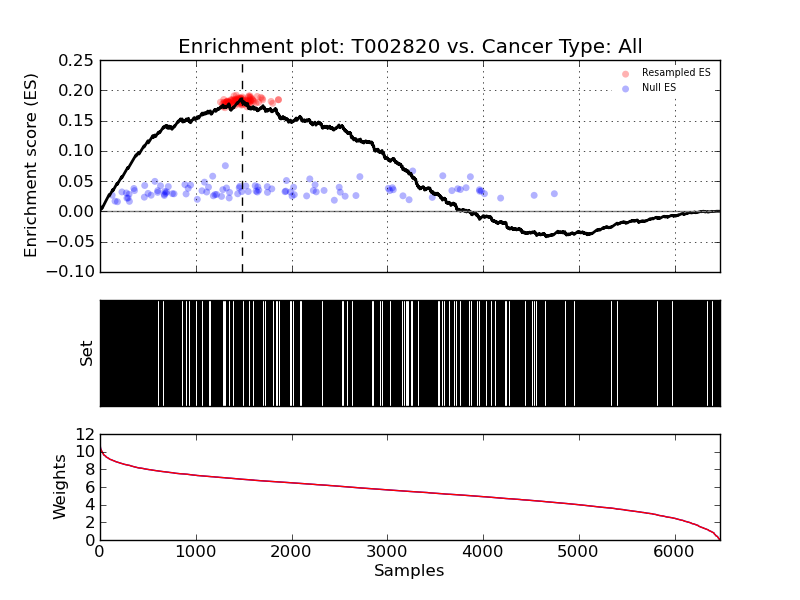 Enrichment plot: T002820 vs. Cancer Type: All
Enrichment score (ES)
0.25
0.20
0.15
0.10
0.05
0.00
−0.05
−0.10
Resampled ES
Null ES
Set
Weights
12
10
8
6
4
2
0
0 1000 2000 3000 4000 5000 6000
Samples